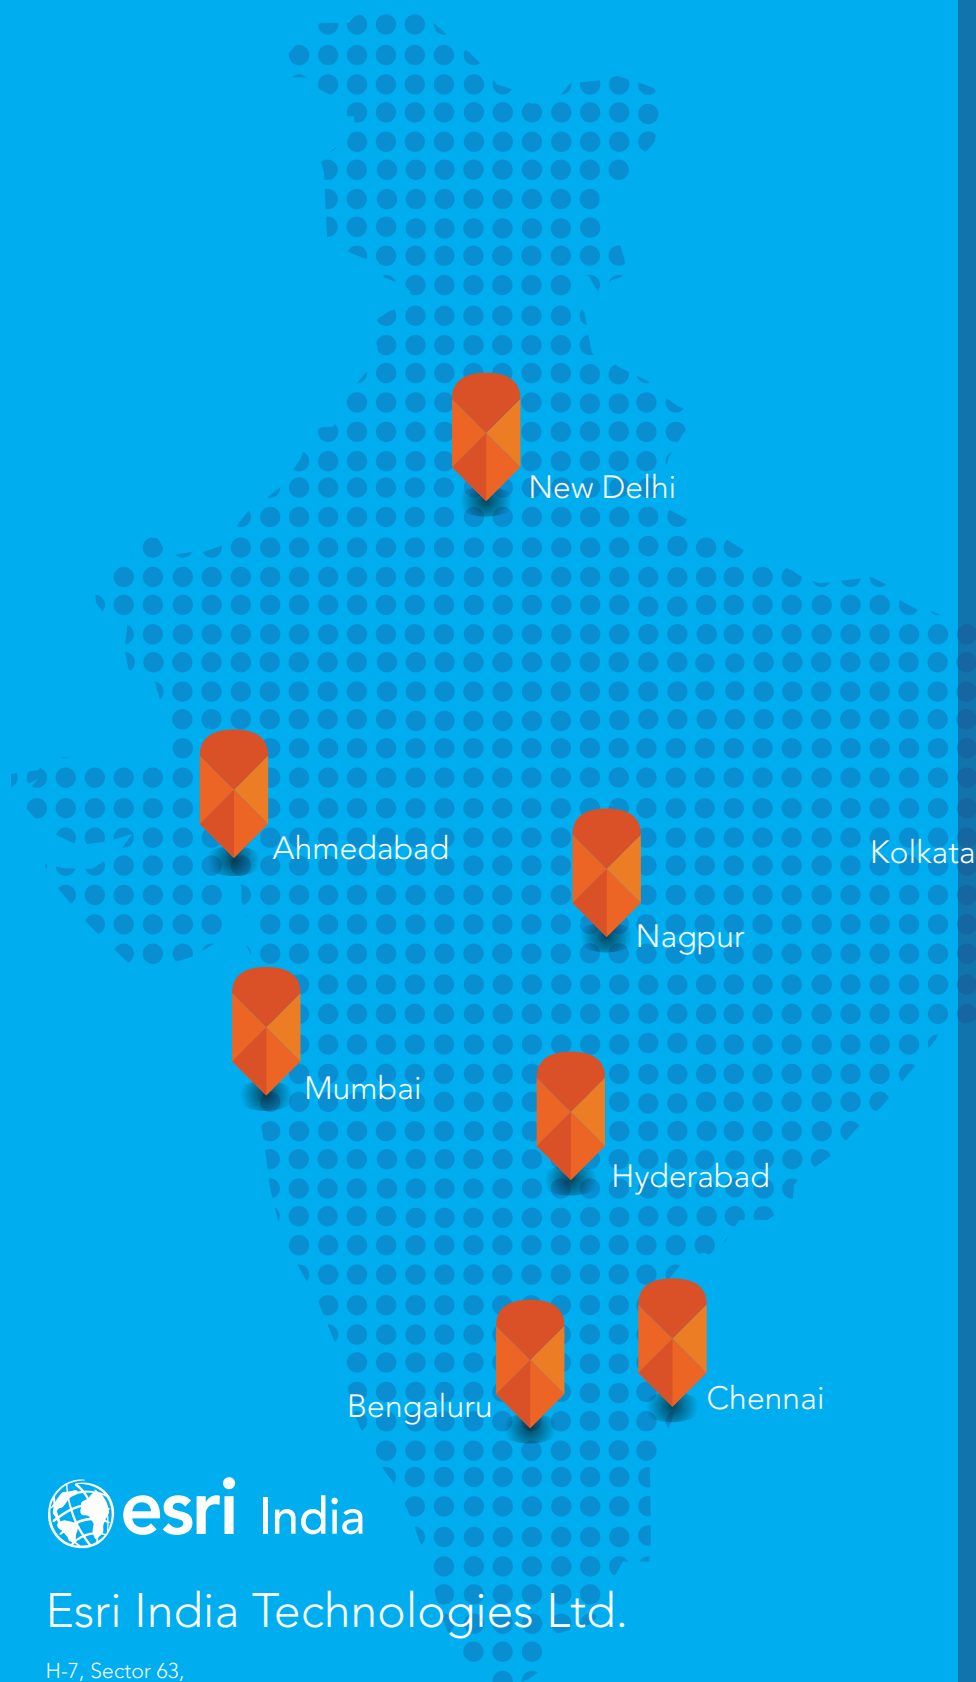 New Delhi
Ahmedabad
Kolkata
Nagpur
Mumbai
Hyderabad
Chennai
Bengaluru
esri India
Esri India Technologies Ltd.
H-7, Sector 63,